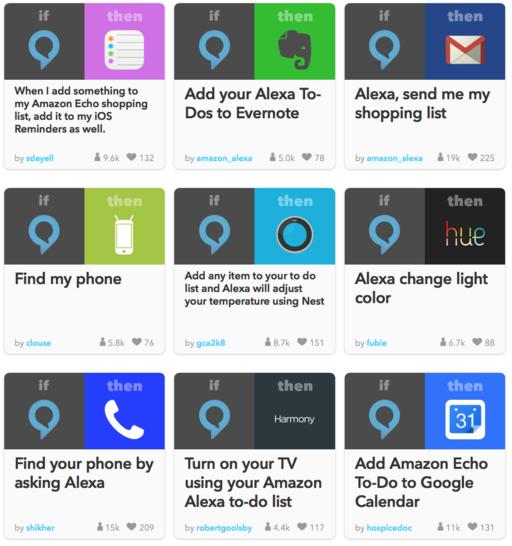 if then
When I add something to
my Amazon Echo shopping
list, add it to my iOS
Reminders as well.
by sdeyell 9.6k 132
if then
Add your Alexa To-
Dos to Evernote
by amazon_alexa 5.0k 78
if then
Alexa, send me my
shopping list
by amazon_alexa 19k 225
if then
Find my phone
by clouse 5.8k 76
if then
Add any item to your to do
list and Alexa will adjust
your temperature using Nest
by gca2k8 8.7k 151
if then
hue
Alexa change light
color
by fubie 6.7k 88
if then
Find your phone by
asking Alexa
by shikher 15k 209
if then
Harmony
Turn on your TV
using your Amazon
Alexa to-do list
by robertgoolsby 4.4k 117
if then
31
Add Amazon Echo
To-Do to Google
Calendar
by hospicedoc 11k 131